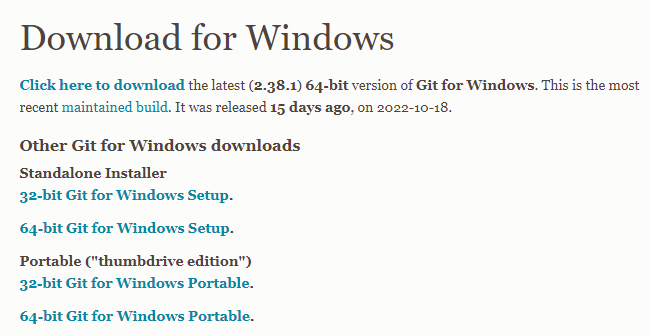 Download for Windows
Click here to download the latest (2.38.1) 64-bit version of Git for Windows. This is the most
recent maintained build. It was released 15 days ago, on 2022-10-18.
Other Git for Windows downloads
Standalone Installer
32-bit Git for Windows Setup.
64-bit Git for Windows Setup.
Portable ("thumbdrive edition")
32-bit Git for Windows Portable.
64-bit Git for Windows Portable.